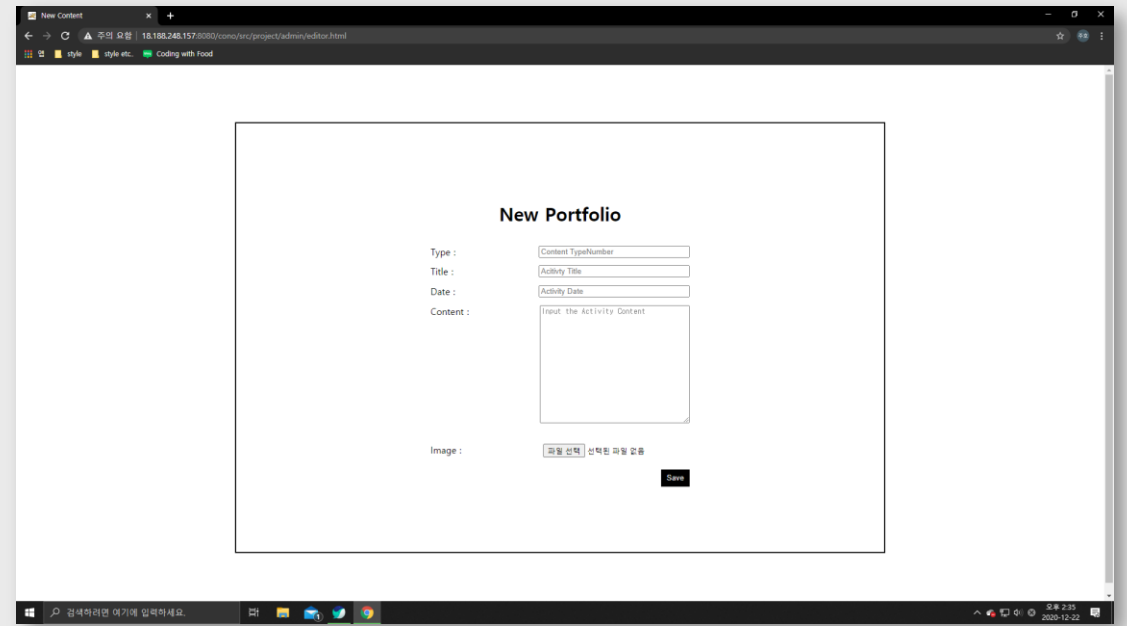 New Content
주의 요함 | 18.188.248.157:8080/cono/src/project/admin/editor.html
앱 style style etc. Coding with Food
New Portfolio
Type : Content TypeNumber
Title : Acitivty Title
Date : Activity Date
Content : Input the Activity Content
Image : 파일 선택 선택된 파일 없음
Save
검색하려면 여기에 입력하세요.
오후 2:35
2020-12-22